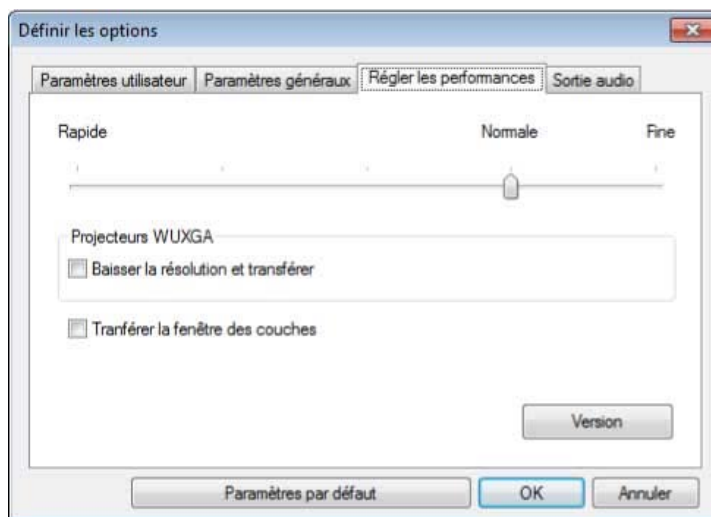 Définir les options
Paramètres utilisateur Paramètres généraux Régler les performances Sortie audio
Rapide Normale Fine
Projecteurs WUXGA
Baisser la résolution et transférer
Tranférer la fenêtre des couches
Version
Paramètres par défaut OK Annuler